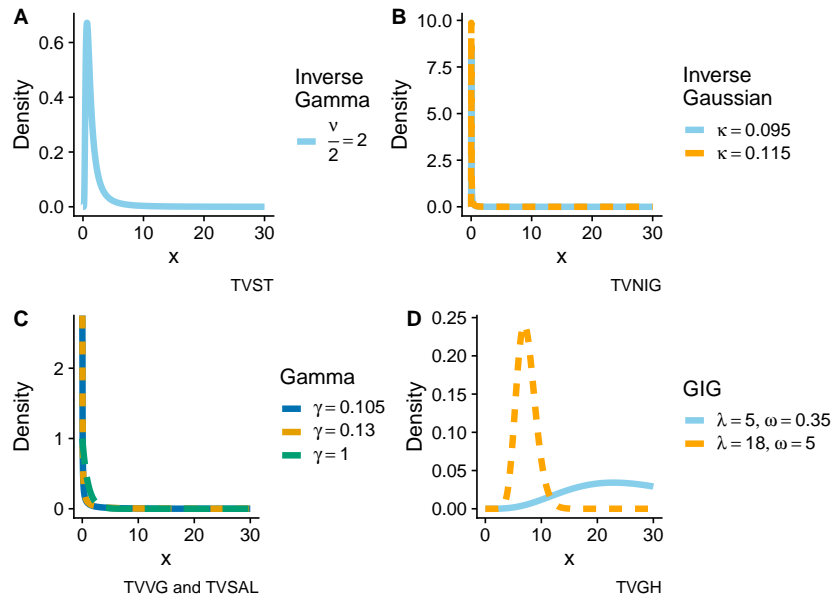 A
Density
0.6
0.4
0.2
0.0
0 10 20 30
x
Inverse
Gamma
ν
2 = 2
TVST
B
Density
10.0
7.5
5.0
2.5
0.0
0 10 20 30
x
Inverse
Gaussian
κ = 0.095
κ = 0.115
TVNIG
C
Density
2
1
0
0 10 20 30
x
Gamma
γ = 0.105
γ = 0.13
γ = 1
TVVG and TVSAL
D
Density
0.25
0.20
0.15
0.10
0.05
0.00
0 10 20 30
x
GIG
λ = 5, ω = 0.35
λ = 18, ω = 5
TVGH